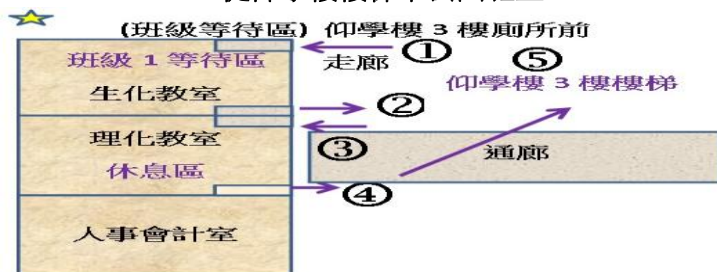 (班級等待區) 仰學樓 3 樓廁所前
班級 1 等待區
走廊
①
⑤
生化教室
②
仰學樓 3 樓樓梯
理化教室
③
通廊
休息區
④
人事會計室